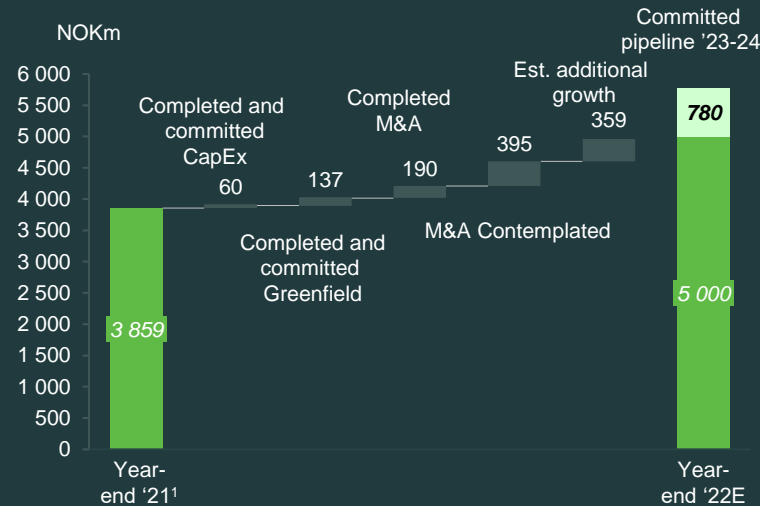 NOKm
Committed
pipeline ’23-24
6 000
5 500
5 000
4 500
4 000
3 500
3 000
2 500
2 000
1 500
1 000
500
0
Completed and
committed
CapEx
60
Completed and
committed
Greenfield
137
Completed
M&A
190
M&A Contemplated
395
Est. additional
growth
359
3 859
780
5 000
Year-
end ‘21¹
Year-
end ’22E